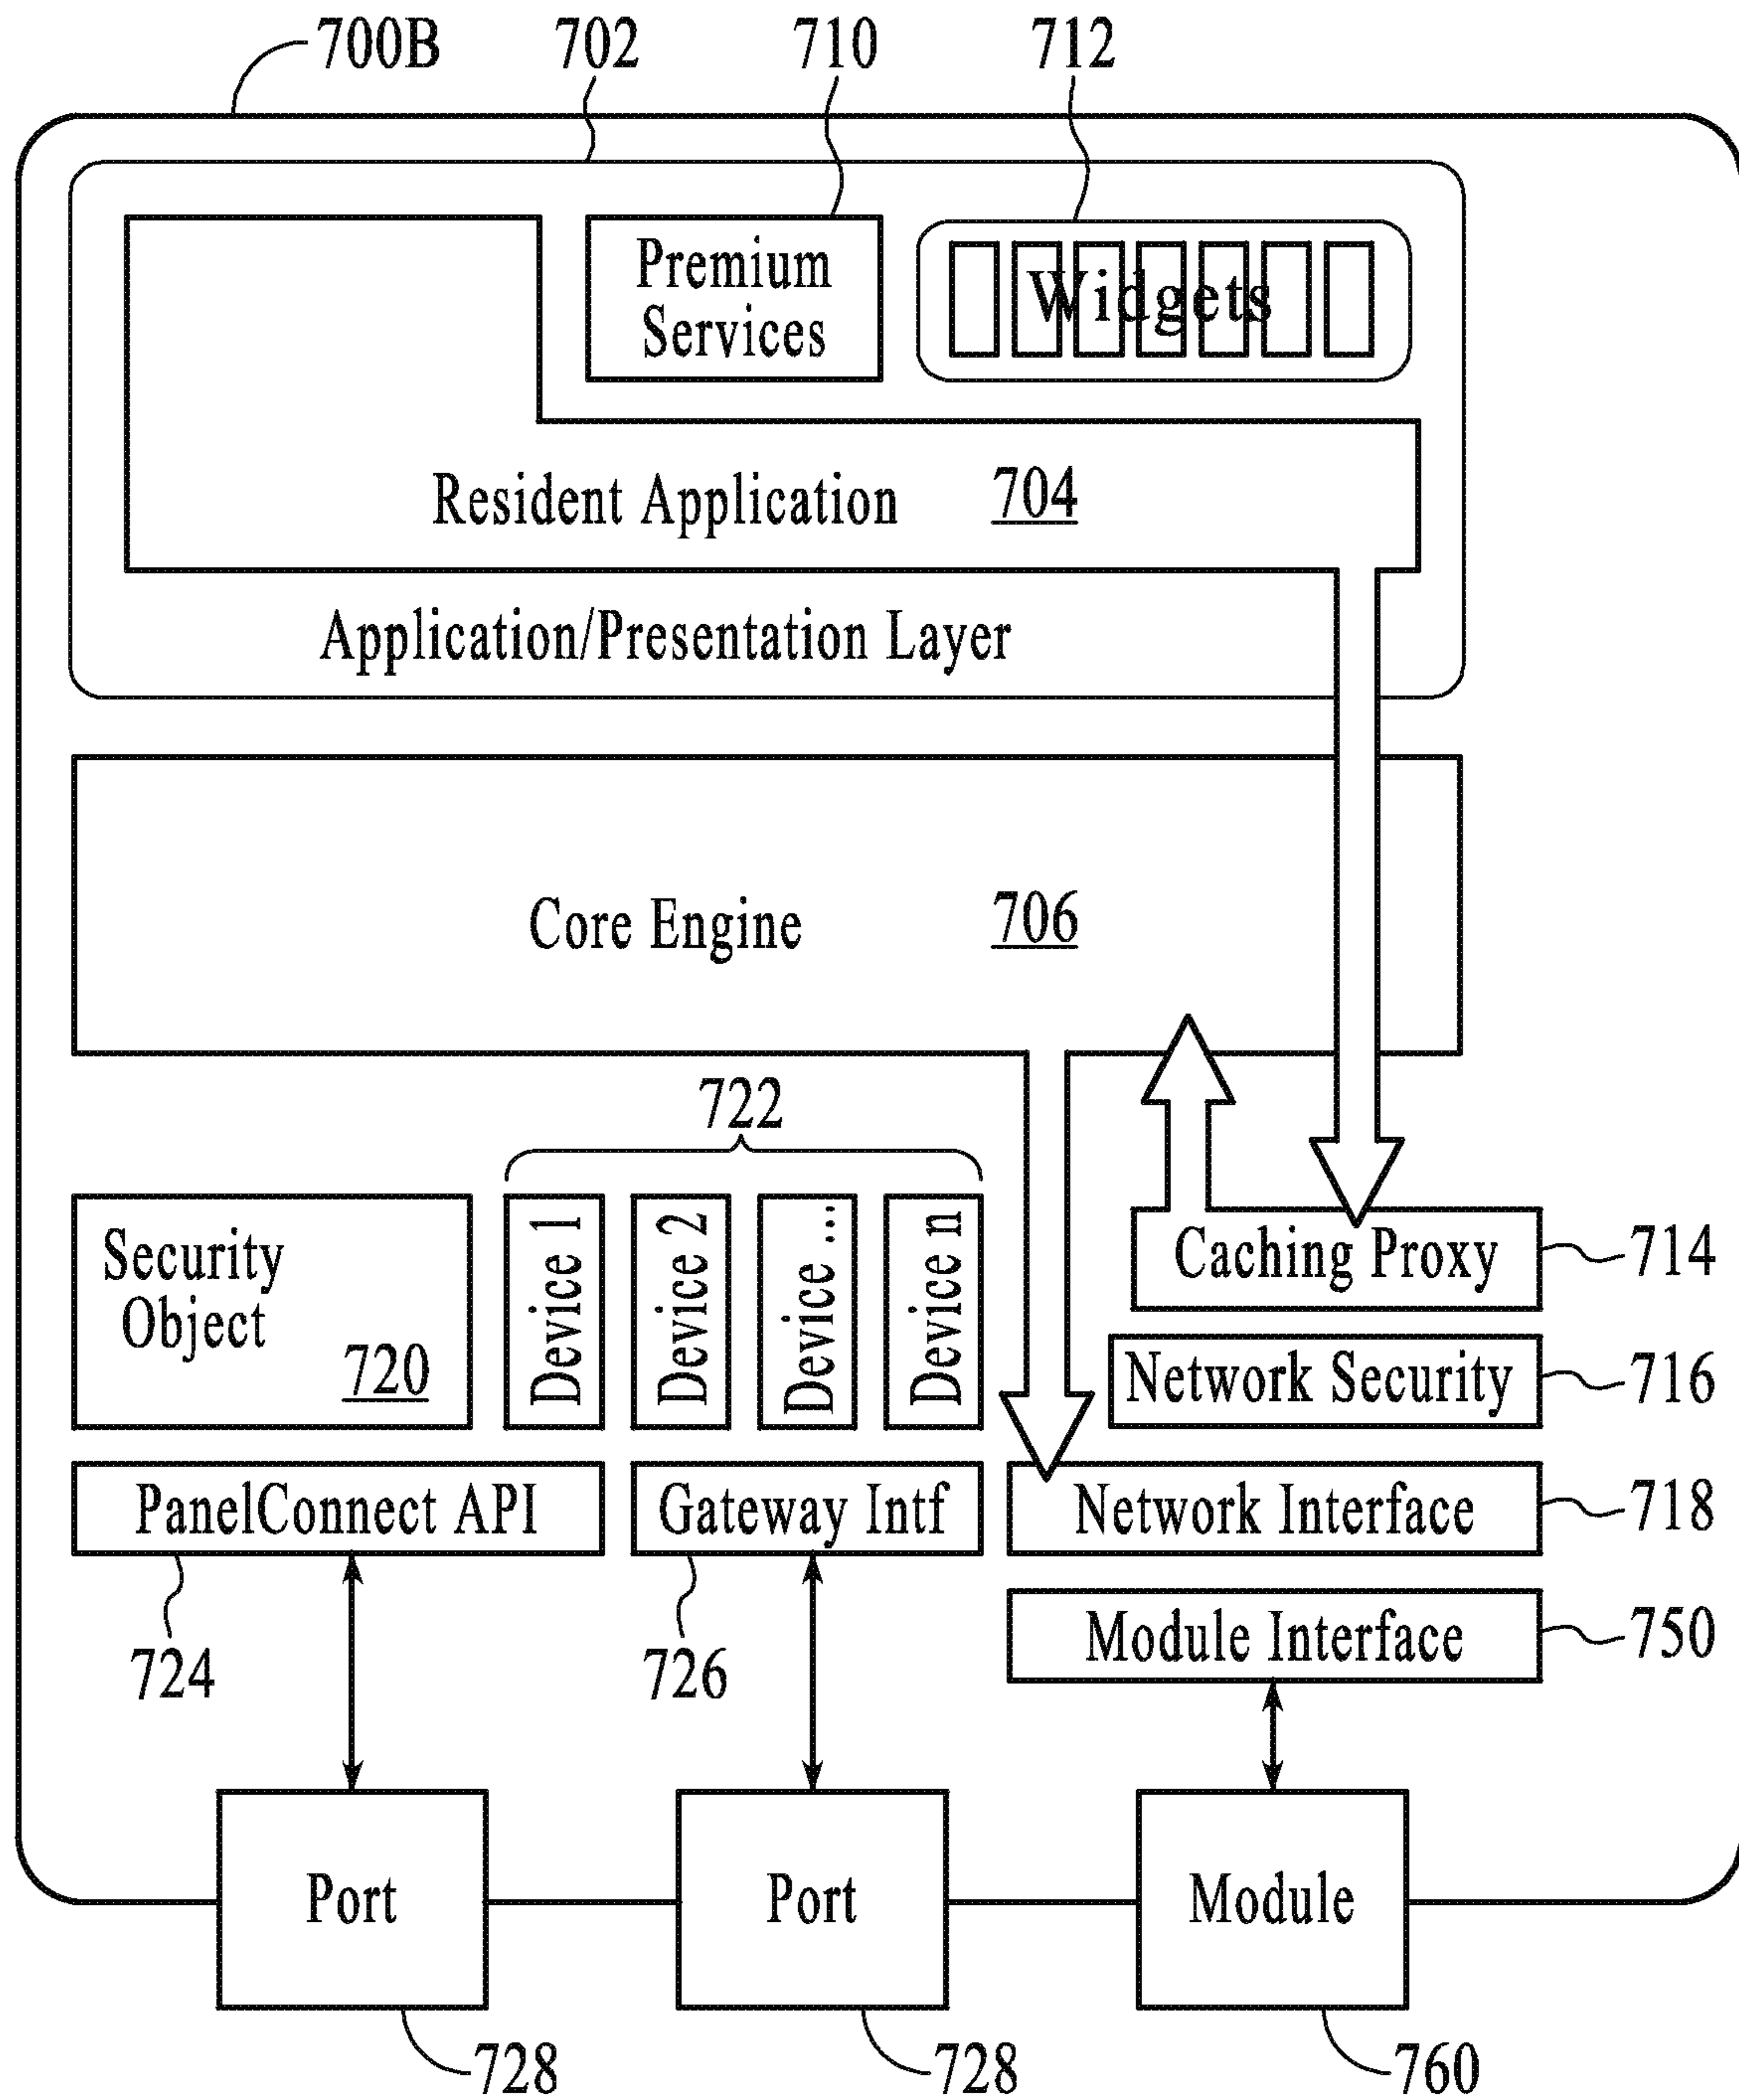 700B
702
710
712
Premium
Services
Widgets
Resident Application 704
Application/Presentation Layer
Core Engine 706
722
Security
Object
720
Device 1
Device 2
Device ...
Device n
Caching Proxy
714
Network Security
716
PanelConnect API
Gateway Intf
Network Interface
718
724
726
Module Interface
750
Port
Port
Module
728
728
760